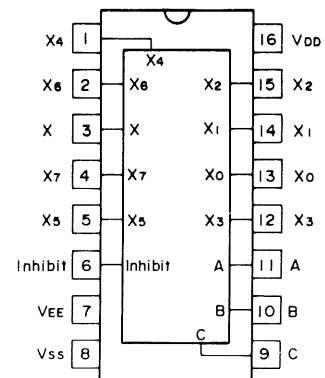 X4 1 X4 16 VDD
X6 2 X6 X2 15 X2
X 3 X X1 14 X1
X7 4 X7 X0 13 X0
X5 5 X5 X3 12 X3
Inhibit 6 Inhibit A 11 A
VEE 7 B 10 B
VSS 8 C 9 C